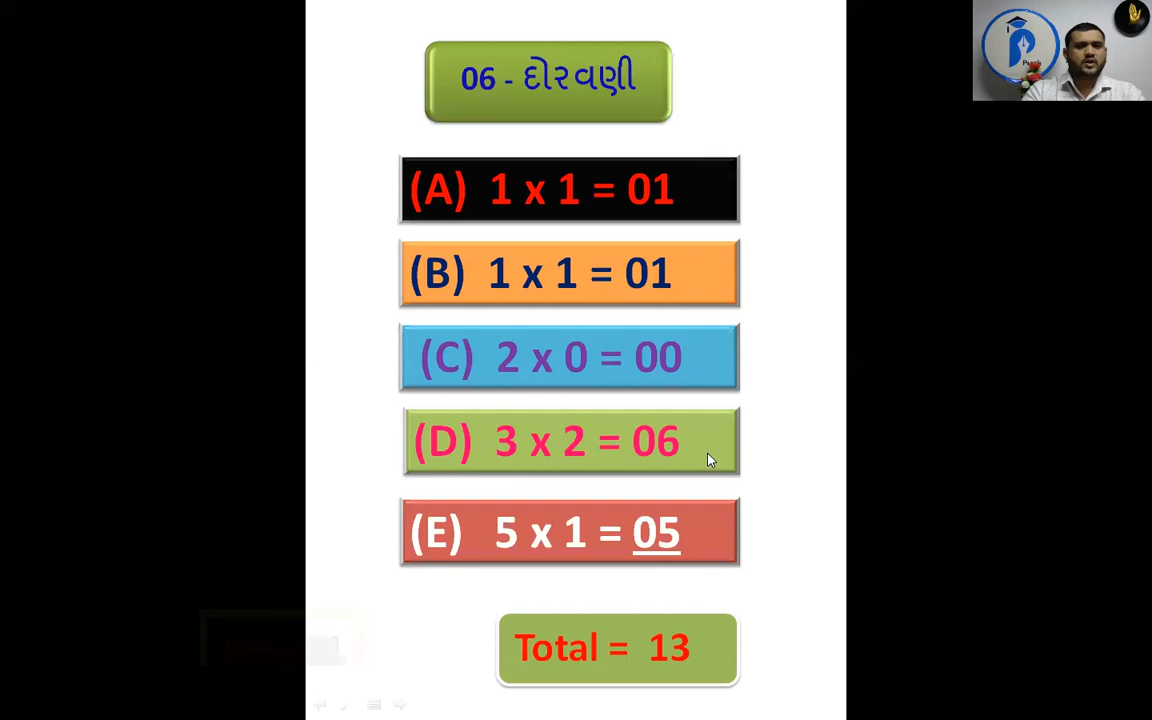 06 - દોરવણી
(A) 1 x 1 = 01
(B) 1 x 1 = 01
(C) 2 x 0 = 00
(D) 3 x 2 = 06
(E) 5 x 1 = 05
Total = 13